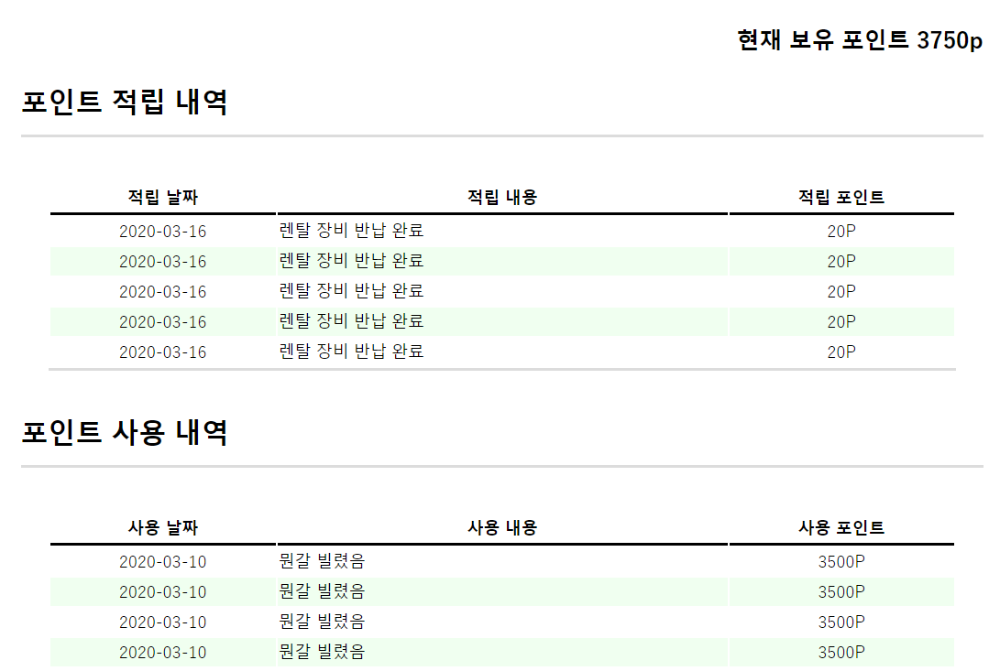 현재 보유 포인트 3750p
포인트 적립 내역
적립 날짜 적립 내용 적립 포인트
2020-03-16 렌탈 장비 반납 완료 20P
2020-03-16 렌탈 장비 반납 완료 20P
2020-03-16 렌탈 장비 반납 완료 20P
2020-03-16 렌탈 장비 반납 완료 20P
2020-03-16 렌탈 장비 반납 완료 20P
포인트 사용 내역
사용 날짜 사용 내용 사용 포인트
2020-03-10 뭔갈 빌렸음 3500P
2020-03-10 뭔갈 빌렸음 3500P
2020-03-10 뭔갈 빌렸음 3500P
2020-03-10 뭔갈 빌렸음 3500P